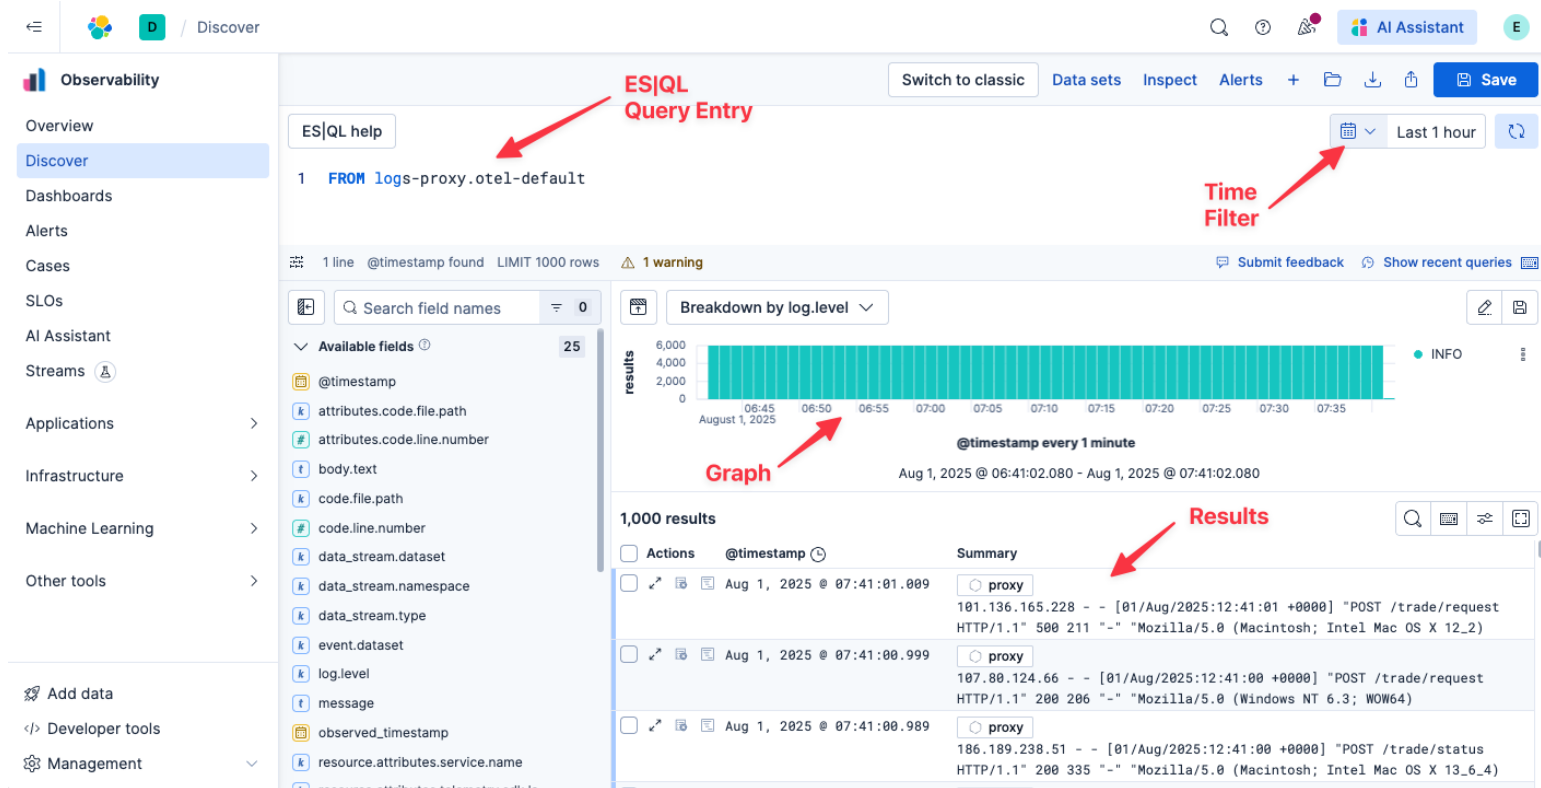 D / Discover
AI Assistant
E
Observability
Overview
Discover
Dashboards
Alerts
Cases
SLOs
AI Assistant
Streams
Applications
Infrastructure
Machine Learning
Other tools
Add data
Developer tools
Management
Switch to classic
Data sets
Inspect
Alerts
Save
ES|QL
Query Entry
ES|QL help
Last 1 hour
1 FROM logs-proxy.otel-default
Time
Filter
1 line @timestamp found LIMIT 1000 rows 1 warning
Submit feedback
Show recent queries
Search field names 0
Available fields 25
@timestamp
attributes.code.file.path
attributes.code.line.number
body.text
code.file.path
code.line.number
data_stream.dataset
data_stream.namespace
data_stream.type
event.dataset
log.level
message
observed_timestamp
resource.attributes.service.name
Breakdown by log.level
results
6,000
4,000
2,000
0
06:45 06:50 06:55 07:00 07:05 07:10 07:15 07:20 07:25 07:30 07:35
August 1, 2025
INFO
@timestamp every 1 minute
Graph
Aug 1, 2025 @ 06:41:02.080 - Aug 1, 2025 @ 07:41:02.080
1,000 results
Results
Actions @timestamp Summary
Aug 1, 2025 @ 07:41:01.009 proxy
101.136.165.228 - - [01/Aug/2025:12:41:01 +0000] "POST /trade/request
HTTP/1.1" 500 211 "-" "Mozilla/5.0 (Macintosh; Intel Mac OS X 12_2)
Aug 1, 2025 @ 07:41:00.999 proxy
107.80.124.66 - - [01/Aug/2025:12:41:00 +0000] "POST /trade/request
HTTP/1.1" 200 206 "-" "Mozilla/5.0 (Windows NT 6.3; WOW64)
Aug 1, 2025 @ 07:41:00.989 proxy
186.189.238.51 - - [01/Aug/2025:12:41:00 +0000] "POST /trade/status
HTTP/1.1" 200 335 "-" "Mozilla/5.0 (Macintosh; Intel Mac OS X 13_6_4)